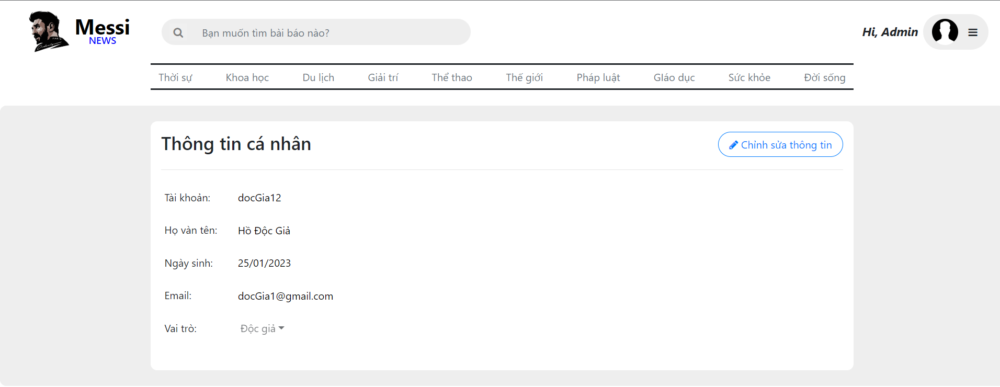 Messi
NEWS
Bạn muốn tìm bài báo nào?
Hi, Admin
Thời sự Khoa học Du lịch Giải trí Thể thao Thế giới Pháp luật GIáo dục Sức khỏe Đời sống
Thông tin cá nhân
Chỉnh sửa thông tin
Tài khoản: docGia12
Họ vàn tên: Hồ Độc Giả
Ngày sinh: 25/01/2023
Email: docGia1@gmail.com
Vai trò: Độc giả